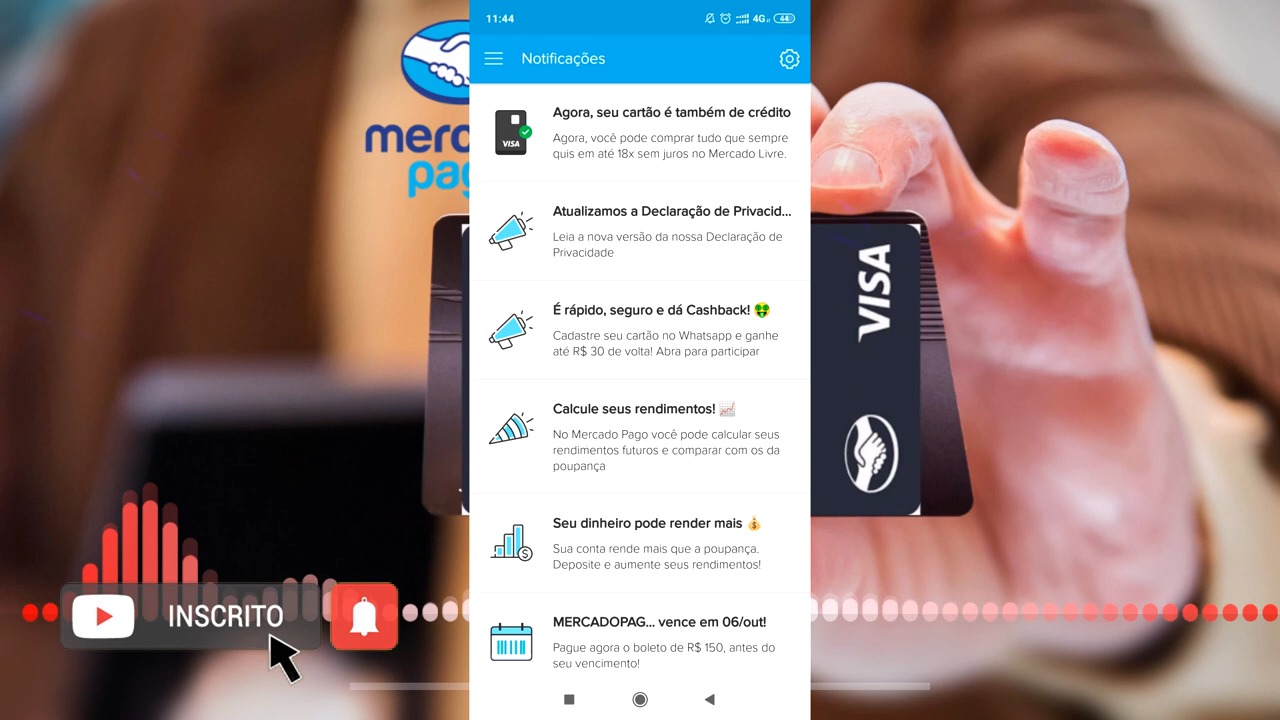 11:44
4G
44
Notificações
merc
pag
Agora, seu cartão é também de crédito
Agora, você pode comprar tudo que sempre
quis em até 18x sem juros no Mercado Livre.
VISA
Atualizamos a Declaração de Privacid...
Leia a nova versão da nossa Declaração de
Privacidade
É rápido, seguro e dá Cashback! 🤑
Cadastre seu cartão no Whatsapp e ganhe
até R$ 30 de volta! Abra para participar
VISA
Calcule seus rendimentos! 📈
No Mercado Pago você pode calcular seus
rendimentos futuros e comparar com os da
poupança
Seu dinheiro pode render mais 💰
Sua conta rende mais que a poupança.
Deposite e aumente seus rendimentos!
MERCADOPAG... vence em 06/out!
Pague agora o boleto de R$ 150, antes do
seu vencimento!
INSCRITO